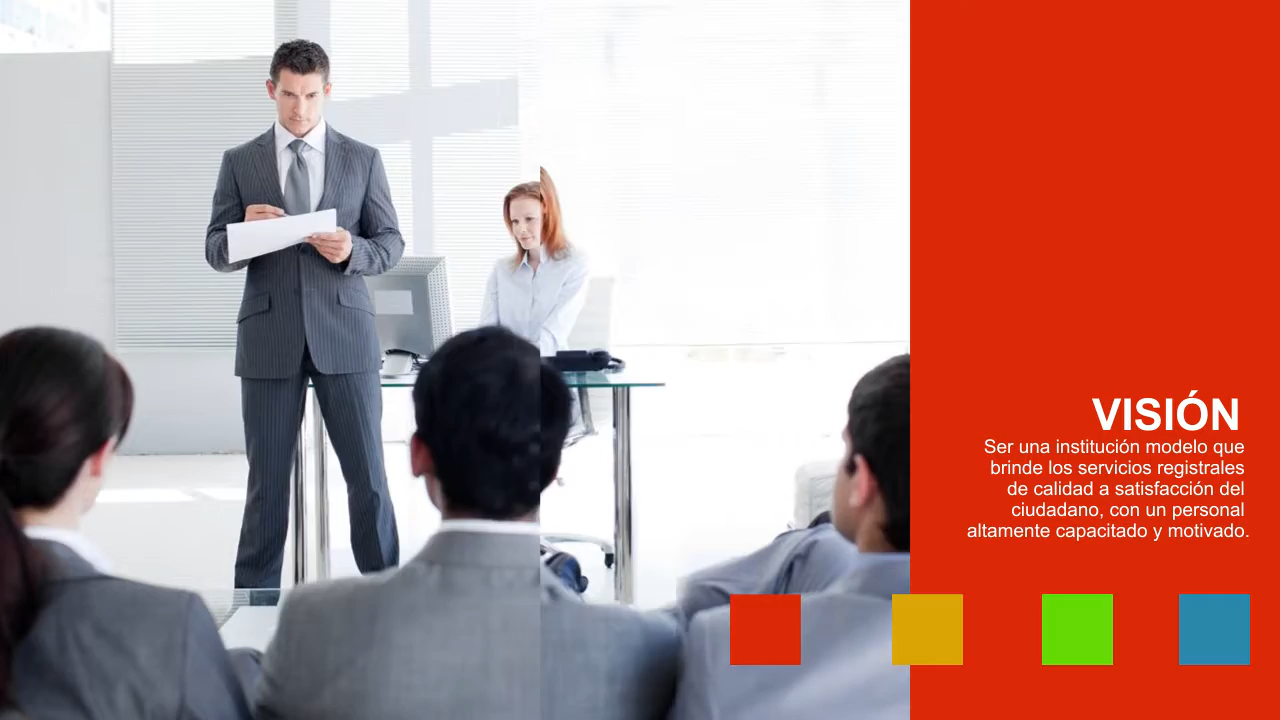 VISIÓN
Ser una institución modelo que
brinde los servicios registrales
de calidad a satisfacción del
ciudadano, con un personal
altamente capacitado y motivado.